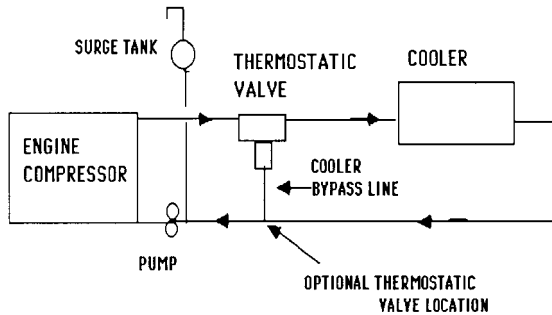 SURGE TANK
THERMOSTATIC
VALVE
COOLER
ENGINE
COMPRESSOR
COOLER
BYPASS LINE
PUMP
OPTIONAL THERMOSTATIC
VALVE LOCATION